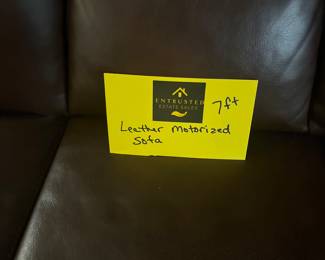 ENTRUSTED
ESTATE SALES
7ft
Leather Motorized
Sofa